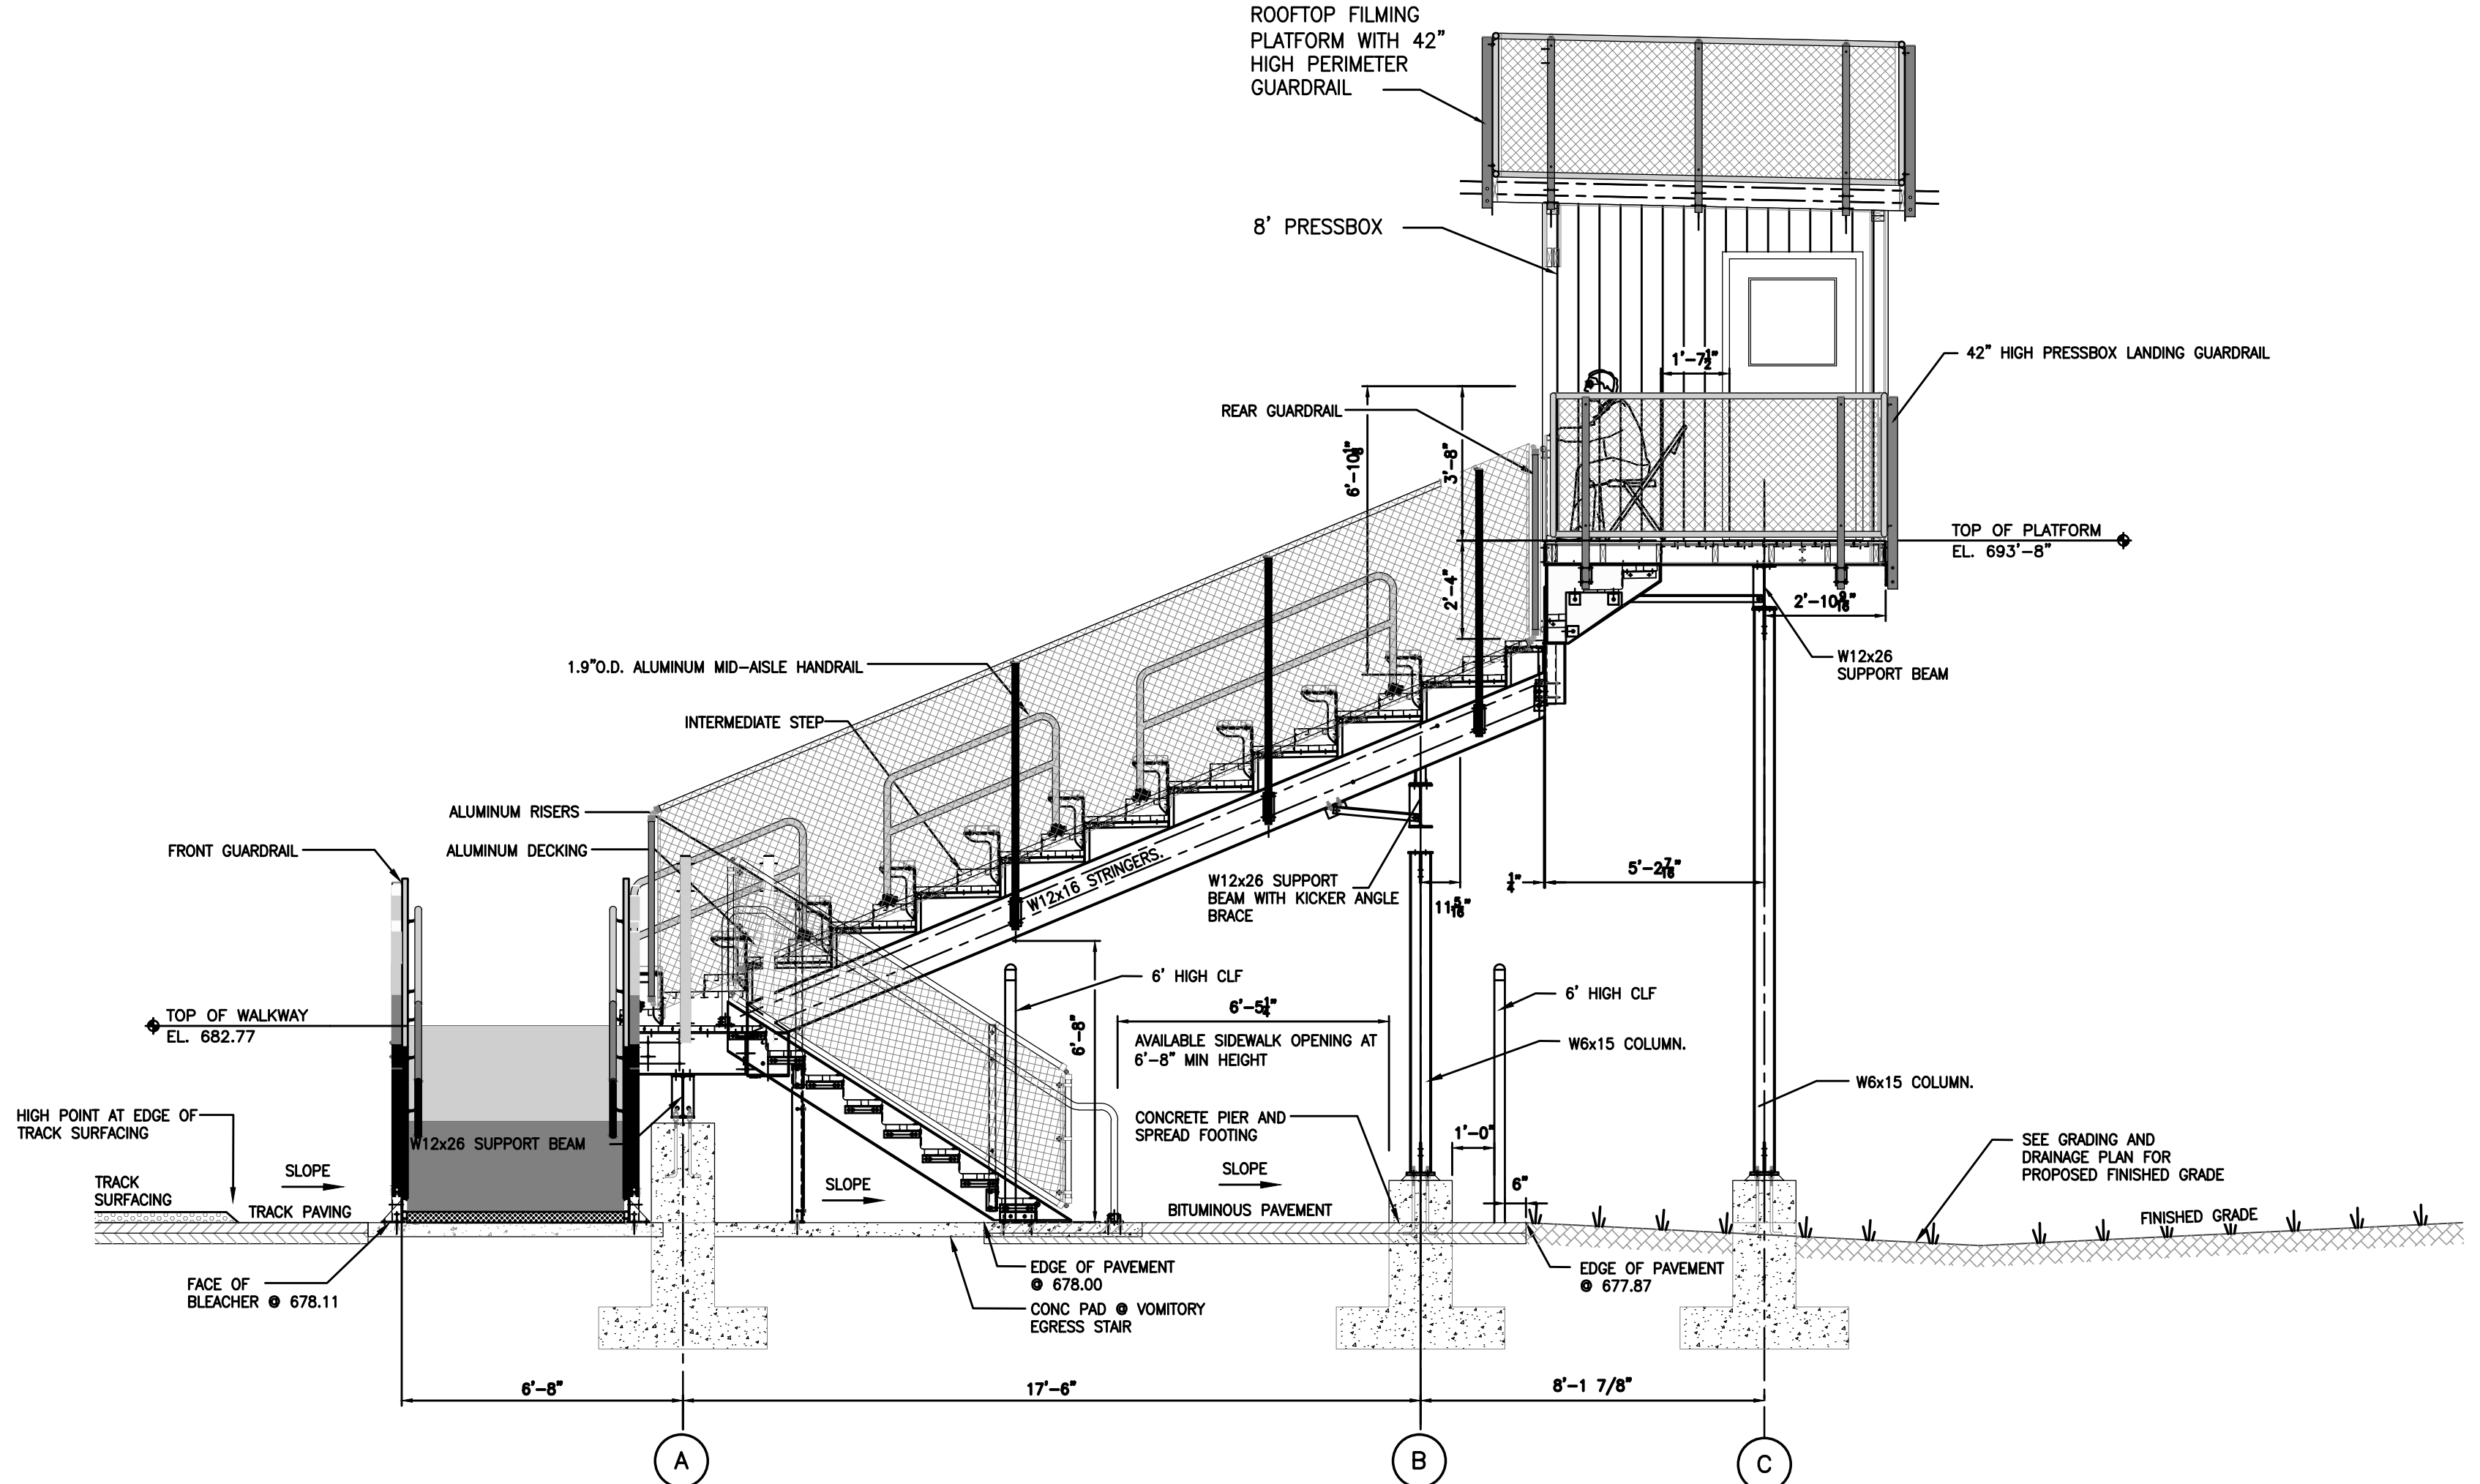 ROOFTOP FILMING
PLATFORM WITH 42"
HIGH PERIMETER
GUARDRAIL
8' PRESSBOX
1'-7½"
42" HIGH PRESSBOX LANDING GUARDRAIL
REAR GUARDRAIL
6'-10⅛"
3'-8"
TOP OF PLATFORM
EL. 693'-8"
2'-4"
2'-10 9/16"
W12x26
SUPPORT BEAM
1.9"O.D. ALUMINUM MID-AISLE HANDRAIL
INTERMEDIATE STEP
ALUMINUM RISERS
ALUMINUM DECKING
FRONT GUARDRAIL
W12x16 STRINGERS.
W12x26 SUPPORT
BEAM WITH KICKER ANGLE
BRACE
11 5/16"
¼"
5'-2 7/16"
6' HIGH CLF
6' HIGH CLF
6'-5¼"
6'-8"
AVAILABLE SIDEWALK OPENING AT
6'-8" MIN HEIGHT
TOP OF WALKWAY
EL. 682.77
W6x15 COLUMN.
W6x15 COLUMN.
HIGH POINT AT EDGE OF
TRACK SURFACING
W12x26 SUPPORT BEAM
CONCRETE PIER AND
SPREAD FOOTING
1'-0"
SEE GRADING AND
DRAINAGE PLAN FOR
PROPOSED FINISHED GRADE
SLOPE
SLOPE
SLOPE
6"
TRACK
SURFACING
TRACK PAVING
BITUMINOUS PAVEMENT
FINISHED GRADE
FACE OF
BLEACHER @ 678.11
EDGE OF PAVEMENT
@ 678.00
CONC PAD @ VOMITORY
EGRESS STAIR
EDGE OF PAVEMENT
@ 677.87
6'-8"
17'-6"
8'-1 7/8"
A
B
C